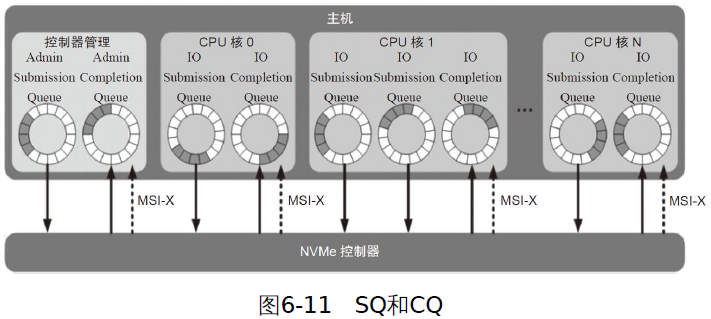 主机
控制器管理
Admin Submission Queue
Admin Completion Queue
CPU 核 0
IO Submission Queue
IO Completion Queue
CPU 核 1
IO Submission Queue
IO Submission Queue
IO Completion Queue
...
CPU 核 N
IO Submission Queue
IO Completion Queue
MSI-X
MSI-X
MSI-X
MSI-X
NVMe 控制器
图6-11 SQ和CQ